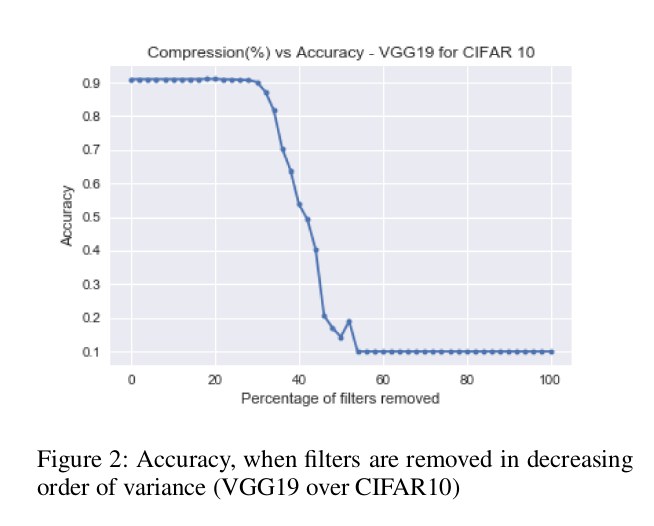 Compression(%) vs Accuracy - VGG19 for CIFAR 10
Accuracy
0.9
0.8
0.7
0.6
0.5
0.4
0.3
0.2
0.1
0 20 40 60 80 100
Percentage of filters removed
Figure 2: Accuracy, when filters are removed in decreasing
order of variance (VGG19 over CIFAR10)